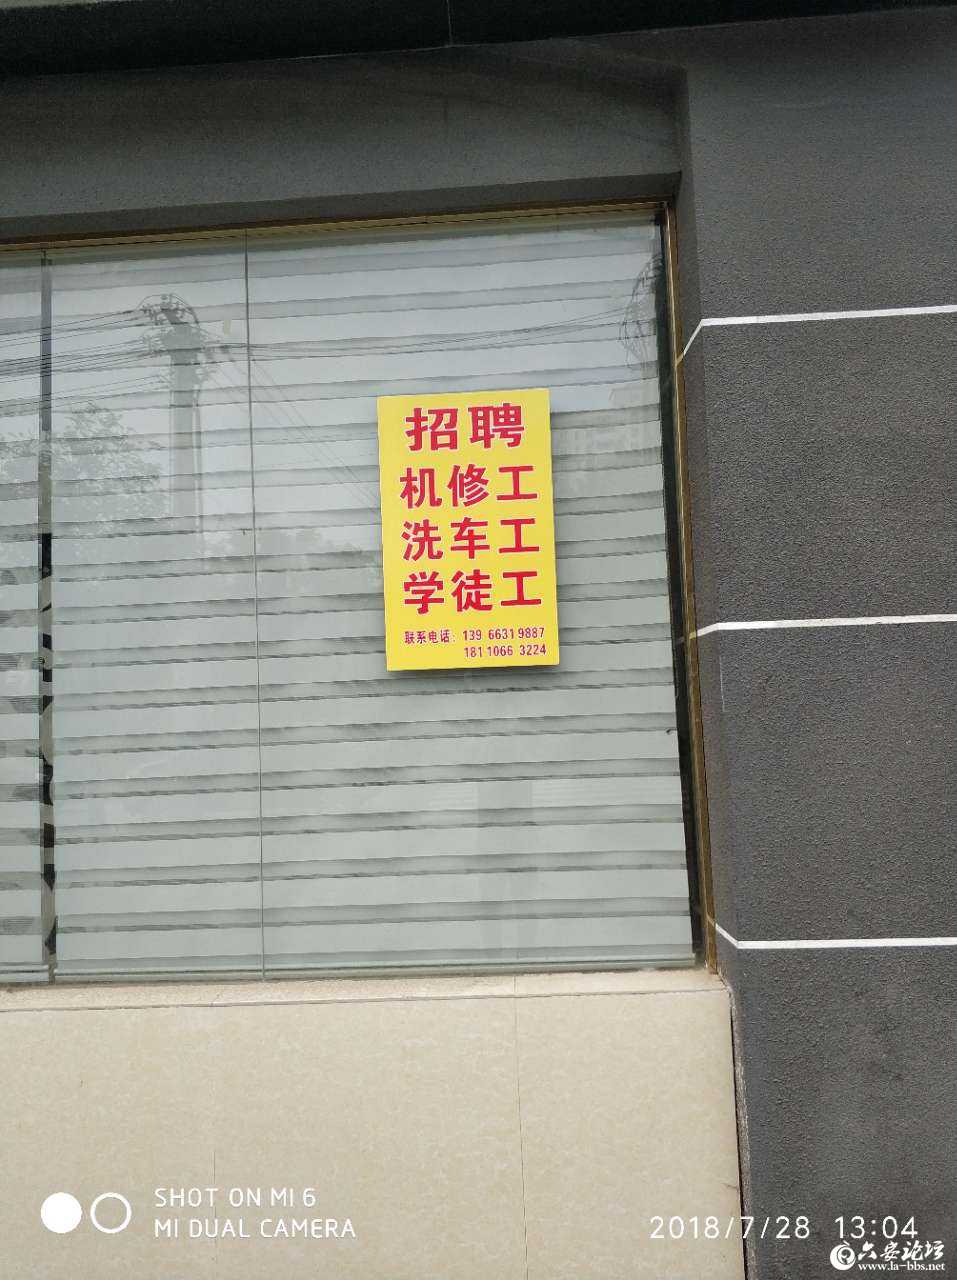 招聘
机修工
洗车工
学徒工
联系电话：139 6631 9887
181 1066 3224
SHOT ON MI 6
MI DUAL CAMERA
2018/7/28 13:04
六安论坛
www.la-bbs.net